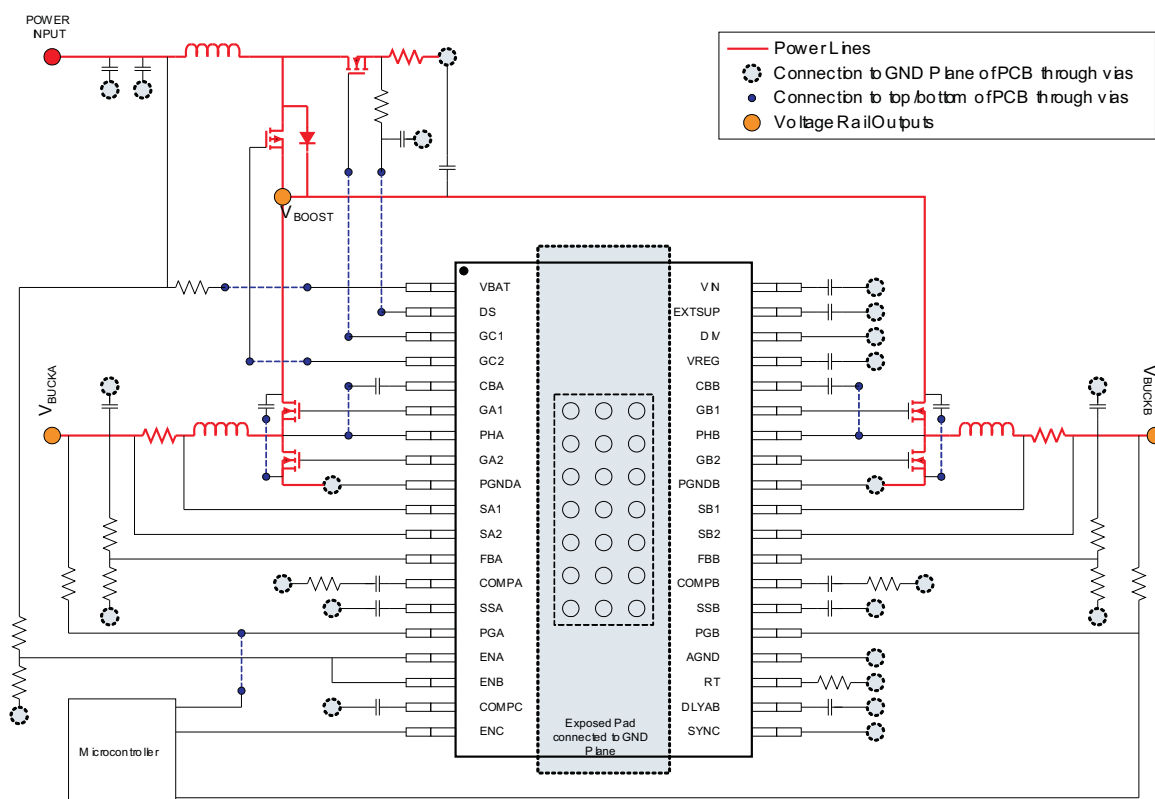 POWER
INPUT
Power Lines
Connection to GND Plane of PCB through vias
Connection to top/bottom of PCB through vias
Voltage Rail Outputs
VBOOST
VBUCKA
VBUCKB
VBAT
DS
GC1
GC2
CBA
GA1
PHA
GA2
PGNDA
SA1
SA2
FBA
COMPA
SSA
PGA
ENA
ENB
COMPC
ENC
VIN
EXTSUP
DIV
VREG
CBB
GB1
PHB
GB2
PGNDB
SB1
SB2
FBB
COMPB
SSB
PGB
AGND
RT
DLYAB
SYNC
Exposed Pad
connected to GND
Plane
Microcontroller